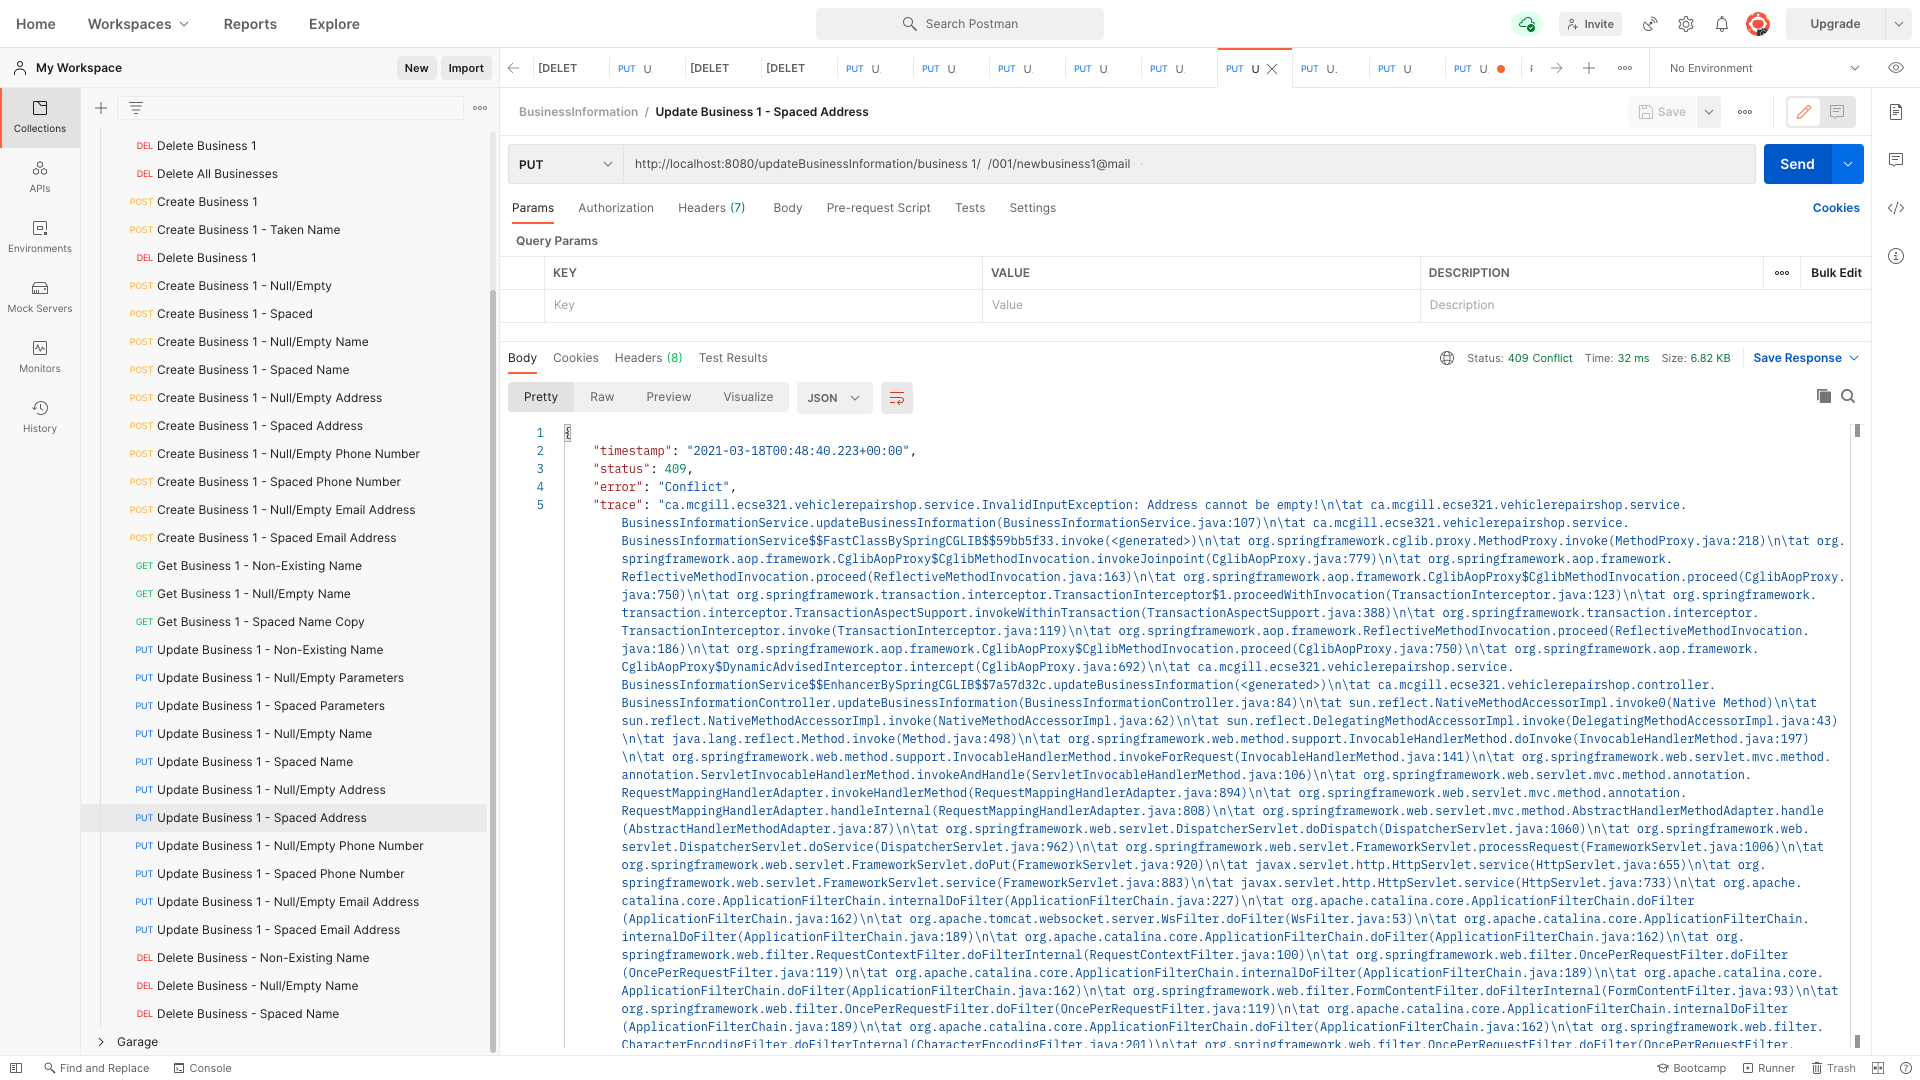 Home
Workspaces
Reports
Explore
Search Postman
Invite
Upgrade
My Workspace
New
Import
[DELET
PUT U
[DELET
[DELET
PUT U
PUT U
PUT U
PUT U
PUT U
PUT U
PUT U
PUT U
PUT U
No Environment
Collections
APIs
Environments
Mock Servers
Monitors
History
DEL Delete Business 1
DEL Delete All Businesses
POST Create Business 1
POST Create Business 1 - Taken Name
DEL Delete Business 1
POST Create Business 1 - Null/Empty
POST Create Business 1 - Spaced
POST Create Business 1 - Null/Empty Name
POST Create Business 1 - Spaced Name
POST Create Business 1 - Null/Empty Address
POST Create Business 1 - Spaced Address
POST Create Business 1 - Null/Empty Phone Number
POST Create Business 1 - Spaced Phone Number
POST Create Business 1 - Null/Empty Email Address
POST Create Business 1 - Spaced Email Address
GET Get Business 1 - Non-Existing Name
GET Get Business 1 - Null/Empty Name
GET Get Business 1 - Spaced Name Copy
PUT Update Business 1 - Non-Existing Name
PUT Update Business 1 - Null/Empty Parameters
PUT Update Business 1 - Spaced Parameters
PUT Update Business 1 - Null/Empty Name
PUT Update Business 1 - Spaced Name
PUT Update Business 1 - Null/Empty Address
PUT Update Business 1 - Spaced Address
PUT Update Business 1 - Null/Empty Phone Number
PUT Update Business 1 - Spaced Phone Number
PUT Update Business 1 - Null/Empty Email Address
PUT Update Business 1 - Spaced Email Address
DEL Delete Business - Non-Existing Name
DEL Delete Business - Null/Empty Name
DEL Delete Business - Spaced Name
Garage
BusinessInformation / Update Business 1 - Spaced Address
Save
PUT
http://localhost:8080/updateBusinessInformation/business 1/  /001/newbusiness1@mail
Send
Params
Authorization
Headers (7)
Body
Pre-request Script
Tests
Settings
Cookies
Query Params
KEY
VALUE
DESCRIPTION
Bulk Edit
Key
Value
Description
Body
Cookies
Headers (8)
Test Results
Status: 409 Conflict
Time: 32 ms
Size: 6.82 KB
Save Response
Pretty
Raw
Preview
Visualize
JSON
1 {
2 "timestamp": "2021-03-18T00:48:40.223+00:00",
3 "status": 409,
4 "error": "Conflict",
5 "trace": "ca.mcgill.ecse321.vehiclerepairshop.service.InvalidInputException: Address cannot be empty!\n\tat ca.mcgill.ecse321.vehiclerepairshop.service.
BusinessInformationService.updateBusinessInformation(BusinessInformationService.java:107)\n\tat ca.mcgill.ecse321.vehiclerepairshop.service.
BusinessInformationService$$FastClassBySpringCGLIB$$59bb5f33.invoke(<generated>)\n\tat org.springframework.cglib.proxy.MethodProxy.invoke(MethodProxy.java:218)\n\tat org.
springframework.aop.framework.CglibAopProxy$CglibMethodInvocation.invokeJoinpoint(CglibAopProxy.java:779)\n\tat org.springframework.aop.framework.
ReflectiveMethodInvocation.proceed(ReflectiveMethodInvocation.java:163)\n\tat org.springframework.aop.framework.CglibAopProxy$CglibMethodInvocation.proceed(CglibAopProxy.
java:750)\n\tat org.springframework.transaction.interceptor.TransactionInterceptor$1.proceedWithInvocation(TransactionInterceptor.java:123)\n\tat org.springframework.
transaction.interceptor.TransactionAspectSupport.invokeWithinTransaction(TransactionAspectSupport.java:388)\n\tat org.springframework.transaction.interceptor.
TransactionInterceptor.invoke(TransactionInterceptor.java:119)\n\tat org.springframework.aop.framework.ReflectiveMethodInvocation.proceed(ReflectiveMethodInvocation.
java:186)\n\tat org.springframework.aop.framework.CglibAopProxy$CglibMethodInvocation.proceed(CglibAopProxy.java:750)\n\tat org.springframework.aop.framework.
CglibAopProxy$DynamicAdvisedInterceptor.intercept(CglibAopProxy.java:692)\n\tat ca.mcgill.ecse321.vehiclerepairshop.service.
BusinessInformationService$$EnhancerBySpringCGLIB$$7a57d32c.updateBusinessInformation(<generated>)\n\tat ca.mcgill.ecse321.vehiclerepairshop.controller.
BusinessInformationController.updateBusinessInformation(BusinessInformationController.java:84)\n\tat sun.reflect.NativeMethodAccessorImpl.invoke0(Native Method)\n\tat
sun.reflect.NativeMethodAccessorImpl.invoke(NativeMethodAccessorImpl.java:62)\n\tat sun.reflect.DelegatingMethodAccessorImpl.invoke(DelegatingMethodAccessorImpl.java:43)
\n\tat java.lang.reflect.Method.invoke(Method.java:498)\n\tat org.springframework.web.method.support.InvocableHandlerMethod.doInvoke(InvocableHandlerMethod.java:197)
\n\tat org.springframework.web.method.support.InvocableHandlerMethod.invokeForRequest(InvocableHandlerMethod.java:141)\n\tat org.springframework.web.servlet.mvc.method.
annotation.ServletInvocableHandlerMethod.invokeAndHandle(ServletInvocableHandlerMethod.java:106)\n\tat org.springframework.web.servlet.mvc.method.annotation.
RequestMappingHandlerAdapter.invokeHandlerMethod(RequestMappingHandlerAdapter.java:894)\n\tat org.springframework.web.servlet.mvc.method.annotation.
RequestMappingHandlerAdapter.handleInternal(RequestMappingHandlerAdapter.java:808)\n\tat org.springframework.web.servlet.mvc.method.AbstractHandlerMethodAdapter.handle
(AbstractHandlerMethodAdapter.java:87)\n\tat org.springframework.web.servlet.DispatcherServlet.doDispatch(DispatcherServlet.java:1060)\n\tat org.springframework.web.
servlet.DispatcherServlet.doService(DispatcherServlet.java:962)\n\tat org.springframework.web.servlet.FrameworkServlet.processRequest(FrameworkServlet.java:1006)\n\tat
org.springframework.web.servlet.FrameworkServlet.doPut(FrameworkServlet.java:920)\n\tat javax.servlet.http.HttpServlet.service(HttpServlet.java:655)\n\tat org.
springframework.web.servlet.FrameworkServlet.service(FrameworkServlet.java:883)\n\tat javax.servlet.http.HttpServlet.service(HttpServlet.java:733)\n\tat org.apache.
catalina.core.ApplicationFilterChain.internalDoFilter(ApplicationFilterChain.java:227)\n\tat org.apache.catalina.core.ApplicationFilterChain.doFilter
(ApplicationFilterChain.java:162)\n\tat org.apache.tomcat.websocket.server.WsFilter.doFilter(WsFilter.java:53)\n\tat org.apache.catalina.core.ApplicationFilterChain.
internalDoFilter(ApplicationFilterChain.java:189)\n\tat org.apache.catalina.core.ApplicationFilterChain.doFilter(ApplicationFilterChain.java:162)\n\tat org.
springframework.web.filter.RequestContextFilter.doFilterInternal(RequestContextFilter.java:100)\n\tat org.springframework.web.filter.OncePerRequestFilter.doFilter
(OncePerRequestFilter.java:119)\n\tat org.apache.catalina.core.ApplicationFilterChain.internalDoFilter(ApplicationFilterChain.java:189)\n\tat org.apache.catalina.core.
ApplicationFilterChain.doFilter(ApplicationFilterChain.java:162)\n\tat org.springframework.web.filter.FormContentFilter.doFilterInternal(FormContentFilter.java:93)\n\tat
org.springframework.web.filter.OncePerRequestFilter.doFilter(OncePerRequestFilter.java:119)\n\tat org.apache.catalina.core.ApplicationFilterChain.internalDoFilter
(ApplicationFilterChain.java:189)\n\tat org.apache.catalina.core.ApplicationFilterChain.doFilter(ApplicationFilterChain.java:162)\n\tat org.springframework.web.filter.
CharacterEncodingFilter.doFilterInternal(CharacterEncodingFilter.java:201)\n\tat org.springframework.web.filter.OncePerRequestFilter.doFilter(OncePerRequestFilter.
Find and Replace
Console
Bootcamp
Runner
Trash